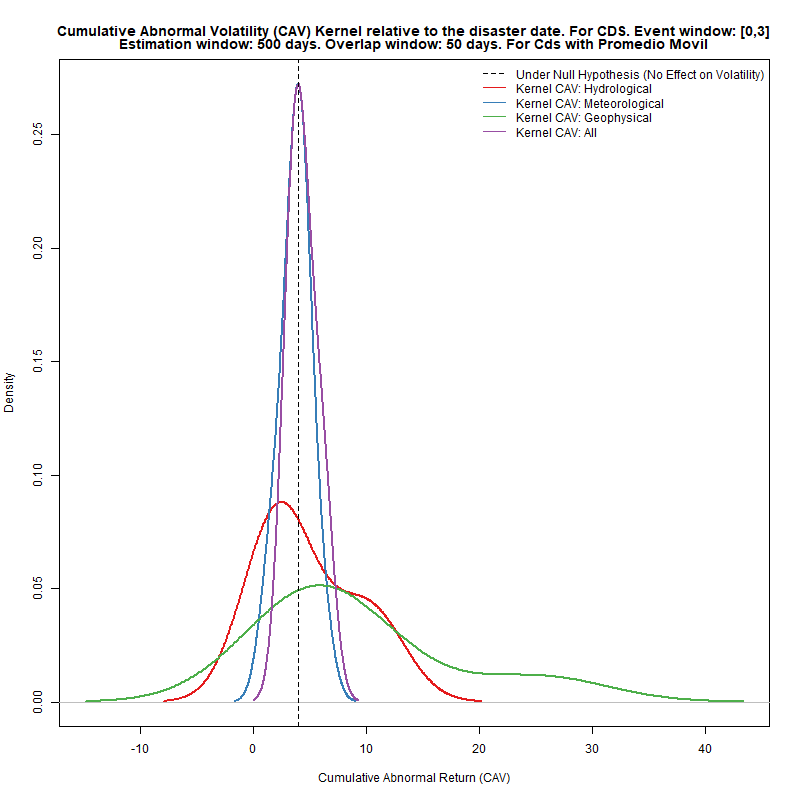 Cumulative Abnormal Volatility (CAV) Kernel relative to the disaster date. For CDS. Event window: [0,3]
Estimation window: 500 days. Overlap window: 50 days. For Cds with Promedio Movil
Under Null Hypothesis (No Effect on Volatility)
Kernel CAV: Hydrological
Kernel CAV: Meteorological
Kernel CAV: Geophysical
Kernel CAV: All
Density
0.25
0.20
0.15
0.10
0.05
0.00
-10 0 10 20 30 40
Cumulative Abnormal Return (CAV)